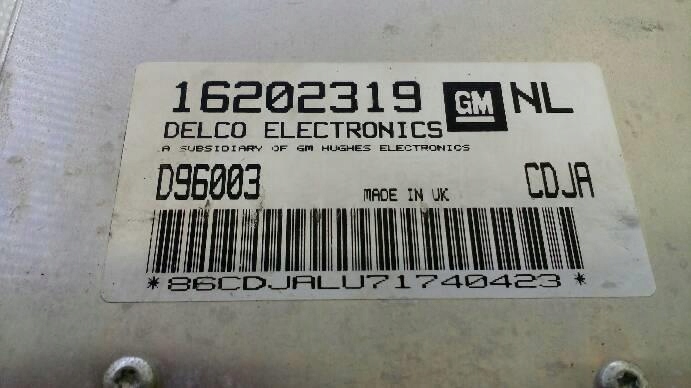 16202319 GM NL
DELCO ELECTRONICS
A SUBSIDIARY OF GM HUGHES ELECTRONICS
D96003 MADE IN UK CDJA
*86CDJALU71740423*